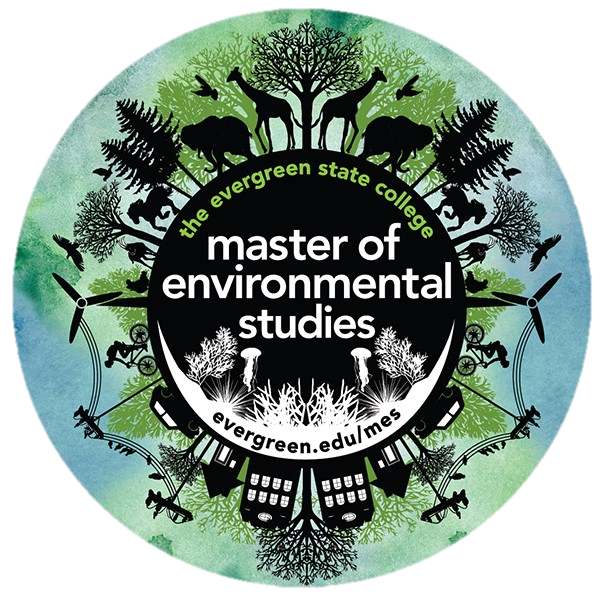 the evergreen state college
master of
environmental
studies
evergreen.edu/mes